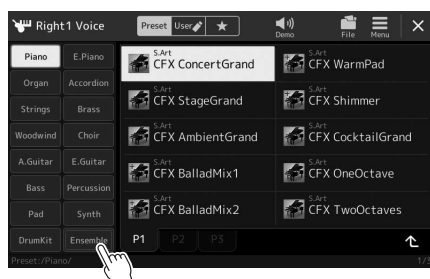 Right1 Voice
Preset User ★
Demo
File
Menu
Piano E.Piano
Organ Accordion
Strings Brass
Woodwind Choir
A.Guitar E.Guitar
Bass Percussion
Pad Synth
DrumKit Ensemble
S.Art
CFX ConcertGrand
S.Art
CFX WarmPad
S.Art
CFX StageGrand
S.Art
CFX Shimmer
S.Art
CFX AmbientGrand
S.Art
CFX CocktailGrand
S.Art
CFX BalladMix1
S.Art
CFX OneOctave
S.Art
CFX BalladMix2
S.Art
CFX TwoOctaves
P1 P2 P3
Preset:/Piano/
1/3